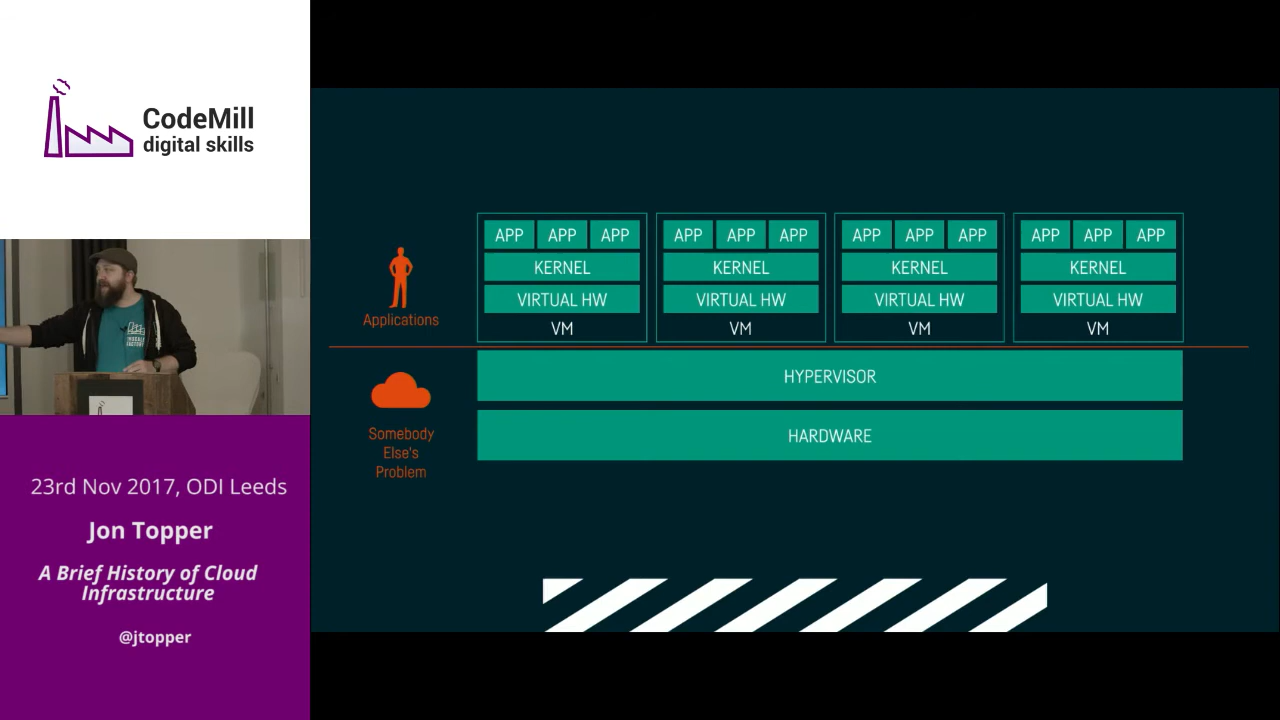 CodeMill
digital skills
23rd Nov 2017, ODI Leeds
Jon Topper
A Brief History of Cloud
Infrastructure
@jtopper
APP APP APP APP APP APP APP APP APP APP APP APP
KERNEL KERNEL KERNEL KERNEL
VIRTUAL HW VIRTUAL HW VIRTUAL HW VIRTUAL HW
Applications
VM VM VM VM
HYPERVISOR
Somebody
Else's
Problem
HARDWARE